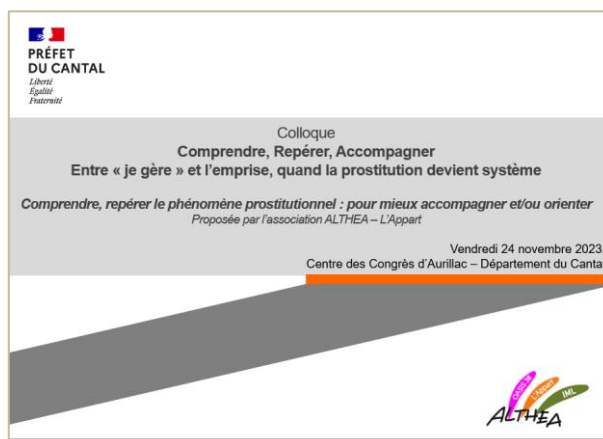 PRÉFET
DU CANTAL
Liberté
Égalité
Fraternité
Colloque
Comprendre, Repérer, Accompagner
Entre « je gère » et l'emprise, quand la prostitution devient système
Comprendre, repérer le phénomène prostitutionnel : pour mieux accompagner et/ou orienter
Proposée par l'association ALTHEA – L'Appart
Vendredi 24 novembre 2023
Centre des Congrès d'Aurillac – Département du Canta
OASIS 38
L'Appart
IML
ALTHEA